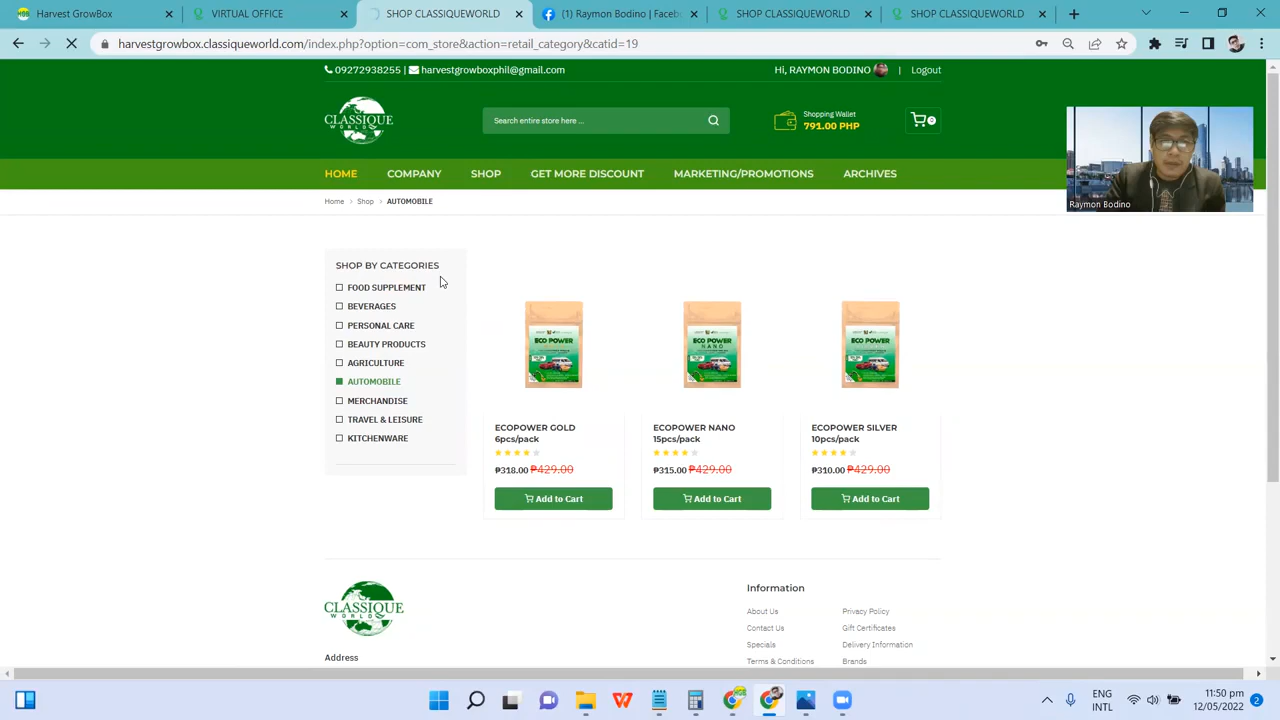 Harvest GrowBox
VIRTUAL OFFICE
SHOP CLASSIQUEWORLD
(1) Raymon Bodino | Faceb
SHOP CLASSIQUEWORLD
SHOP CLASSIQUEWORLD
harvestgrowbox.classiqueworld.com/index.php?option=com_store&action=retail_category&catid=19
09272938255 | harvestgrowboxphil@gmail.com
Hi, RAYMON BODINO | Logout
CLASSIQUE
WORLD
Search entire store here ...
Shopping Wallet
791.00 PHP
0
HOME COMPANY SHOP GET MORE DISCOUNT MARKETING/PROMOTIONS ARCHIVES
Raymon Bodino
Home > Shop > AUTOMOBILE
SHOP BY CATEGORIES
FOOD SUPPLEMENT
BEVERAGES
PERSONAL CARE
BEAUTY PRODUCTS
AGRICULTURE
AUTOMOBILE
MERCHANDISE
TRAVEL & LEISURE
KITCHENWARE
ECO POWER
ECO POWER
NANO
ECO POWER
ECOPOWER GOLD
6pcs/pack
₱318.00 ₱429.00
Add to Cart
ECOPOWER NANO
15pcs/pack
₱315.00 ₱429.00
Add to Cart
ECOPOWER SILVER
10pcs/pack
₱310.00 ₱429.00
Add to Cart
CLASSIQUE
WORLD
Address
Information
About Us
Contact Us
Specials
Terms & Conditions
Privacy Policy
Gift Certificates
Delivery Information
Brands
ENG
INTL
11:50 pm
12/05/2022
2